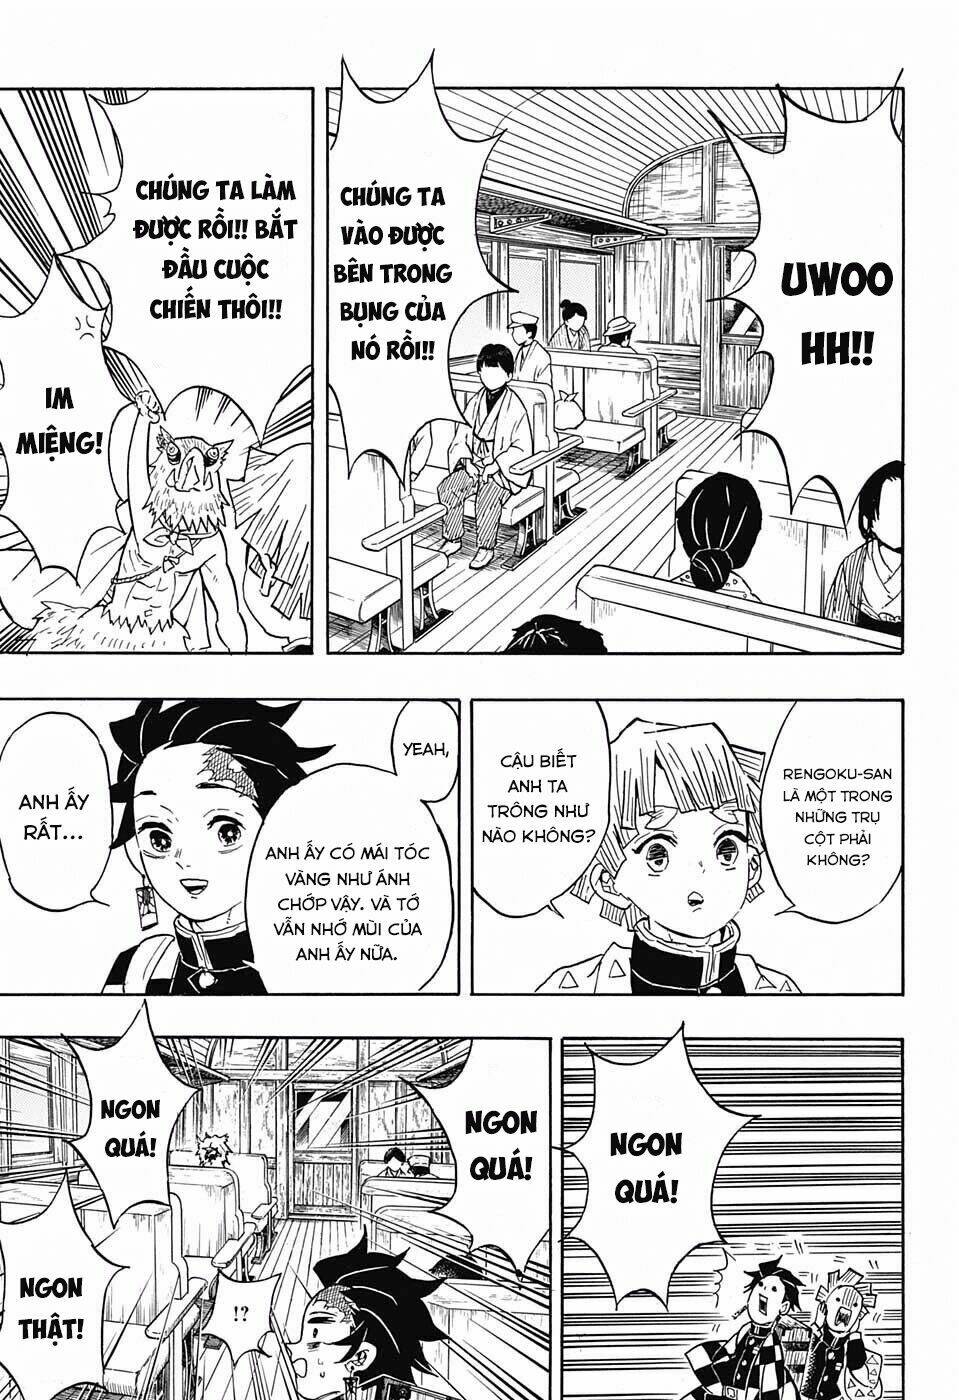 UWOO
HH!!
CHÚNG TA
VÀO ĐƯỢC
BÊN TRONG
BỤNG CỦA
NÓ RỒI!!
CHÚNG TA LÀM
ĐƯỢC RỒI!! BẮT
ĐẦU CUỘC
CHIẾN THÔI!!
IM
MIỆNG!
RENGOKU-SAN
LÀ MỘT TRONG
NHỮNG TRỤ
CỘT PHẢI
KHÔNG?
CẬU BIẾT
ANH TA
TRÔNG NHƯ
NÀO KHÔNG?
YEAH,
ANH ẤY CÓ MÁI TÓC
VÀNG NHƯ ÁNH
CHỚP VẬY. VÀ TỚ
VẪN NHỚ MÙI CỦA
ANH ẤY NỮA.
ANH ẤY
RẤT...
NGON
QUÁ!
NGON
QUÁ!
NGON
QUÁ!
!?
NGON
THẬT!